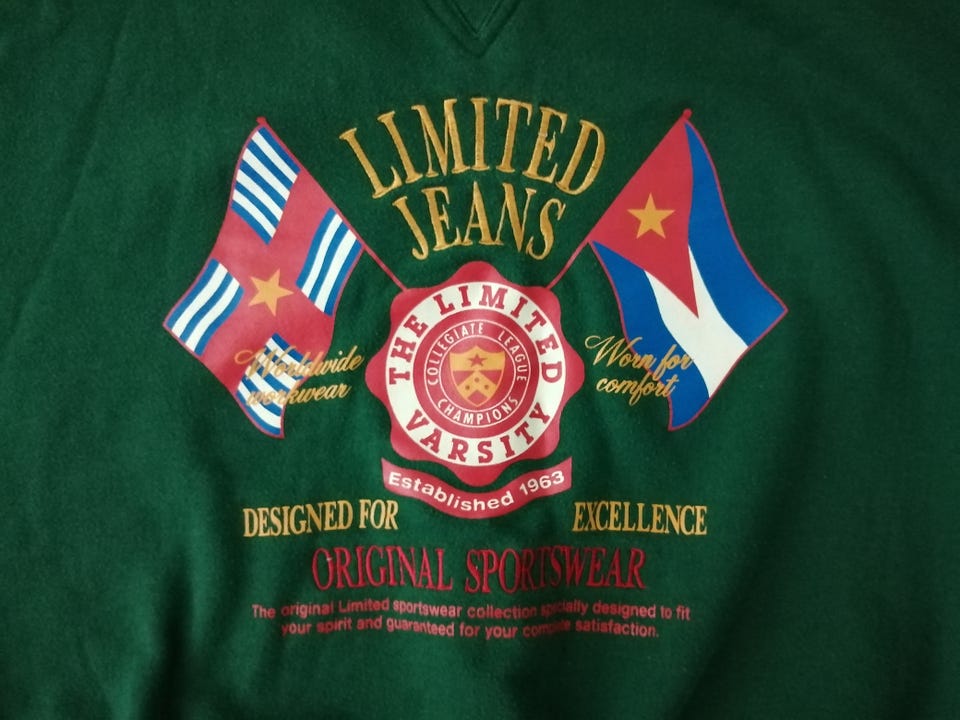 LIMITED
JEANS
THE LIMITED
VARSITY
COLLEGIATE LEAGUE
CHAMPIONS
Worldwide
workwear
Worn for
comfort
Established 1963
DESIGNED FOR EXCELLENCE
ORIGINAL SPORTSWEAR
The original Limited sportswear collection specially designed to fit
your spirit and guaranteed for your complete satisfaction.